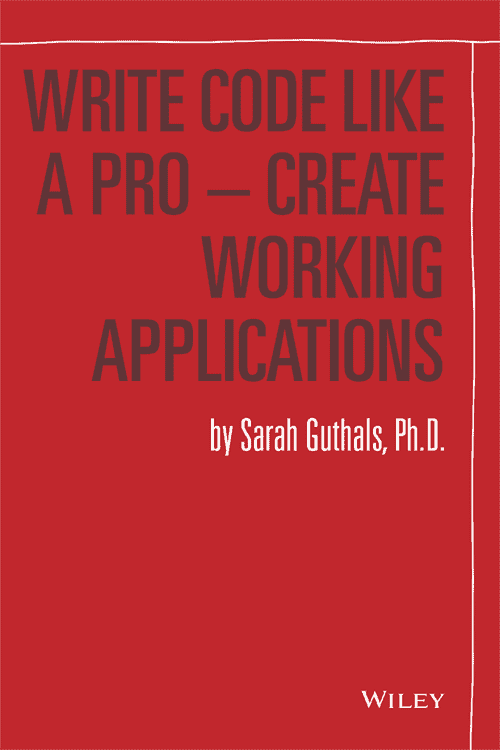 WRITE CODE LIKE
A PRO – CREATE
WORKING
APPLICATIONS
by Sarah Guthals, Ph.D.
WILEY